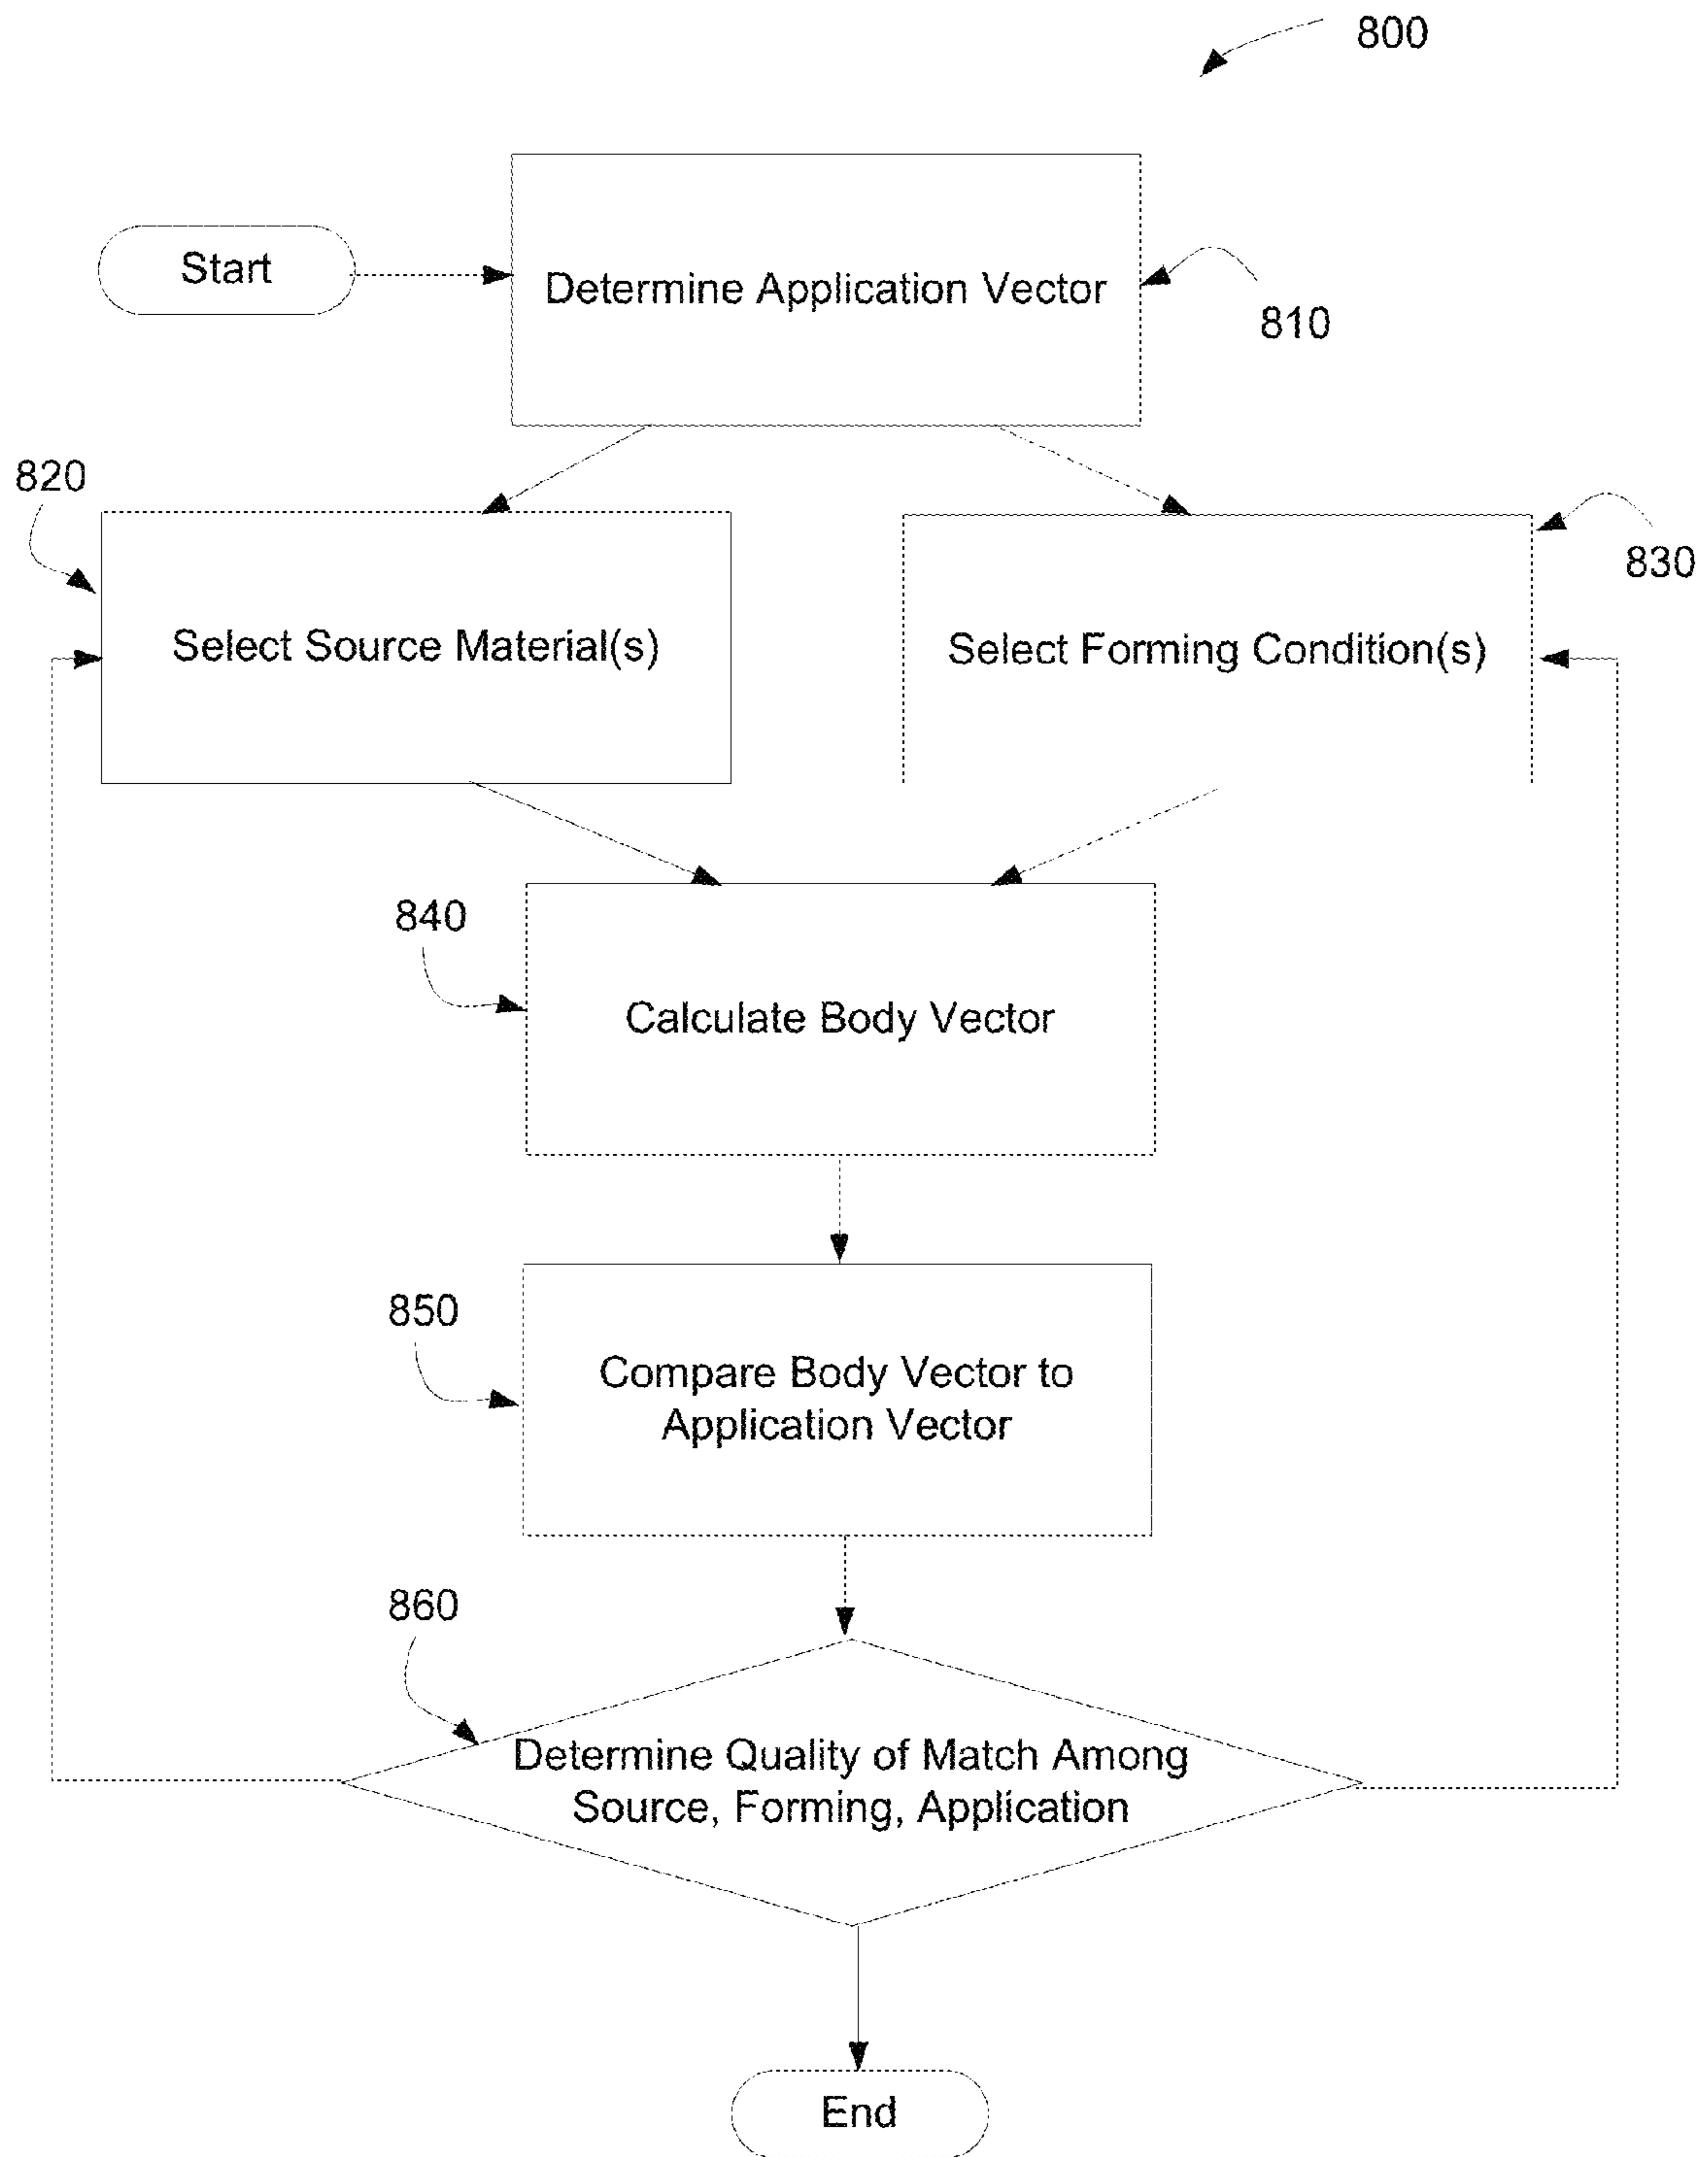 800
Start
Determine Application Vector
810
820
Select Source Material(s)
Select Forming Condition(s)
830
840
Calculate Body Vector
850
Compare Body Vector to
Application Vector
860
Determine Quality of Match Among
Source, Forming, Application
End